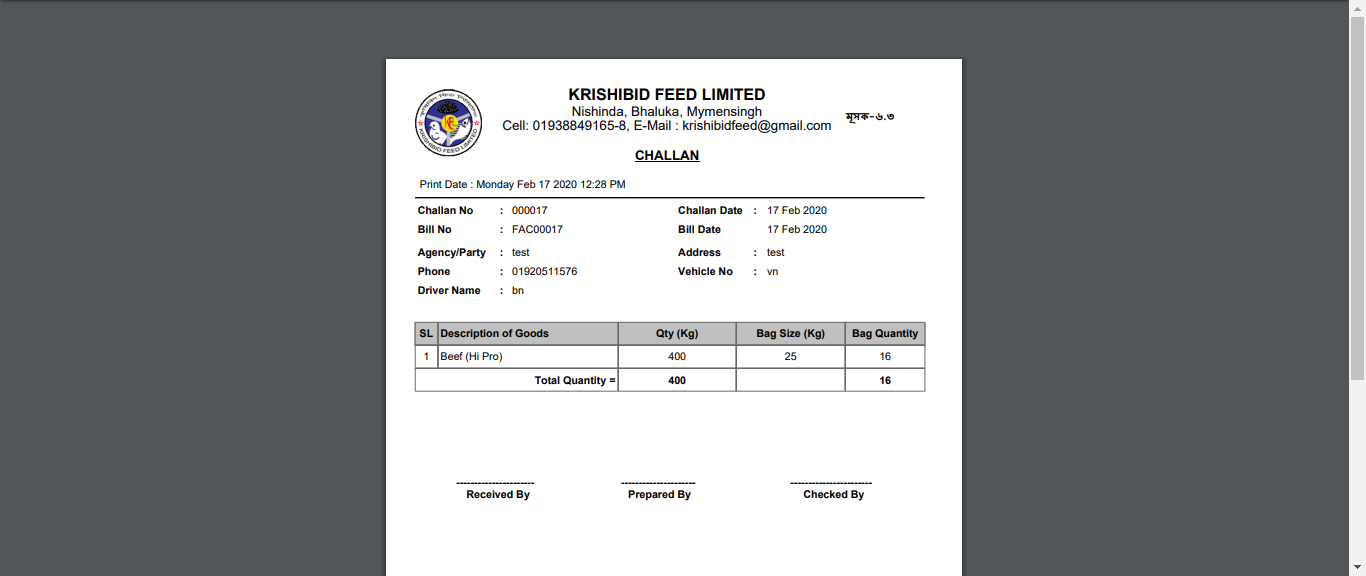 KRISHIBID FEED LIMITED
Nishinda, Bhaluka, Mymensingh
Cell: 01938849165-8, E-Mail : krishibidfeed@gmail.com
মূসক-৬.৩
KRISHIBID FEED LIMITED
CHALLAN
Print Date : Monday Feb 17 2020 12:28 PM
Challan No : 000017 Challan Date : 17 Feb 2020
Bill No : FAC00017 Bill Date 17 Feb 2020
Agency/Party : test Address : test
Phone : 01920511576 Vehicle No : vn
Driver Name : bn
SL Description of Goods Qty (Kg) Bag Size (Kg) Bag Quantity
1 Beef (Hi Pro) 400 25 16
Total Quantity = 400 16
---------------------- --------------------- -----------------------
Received By Prepared By Checked By